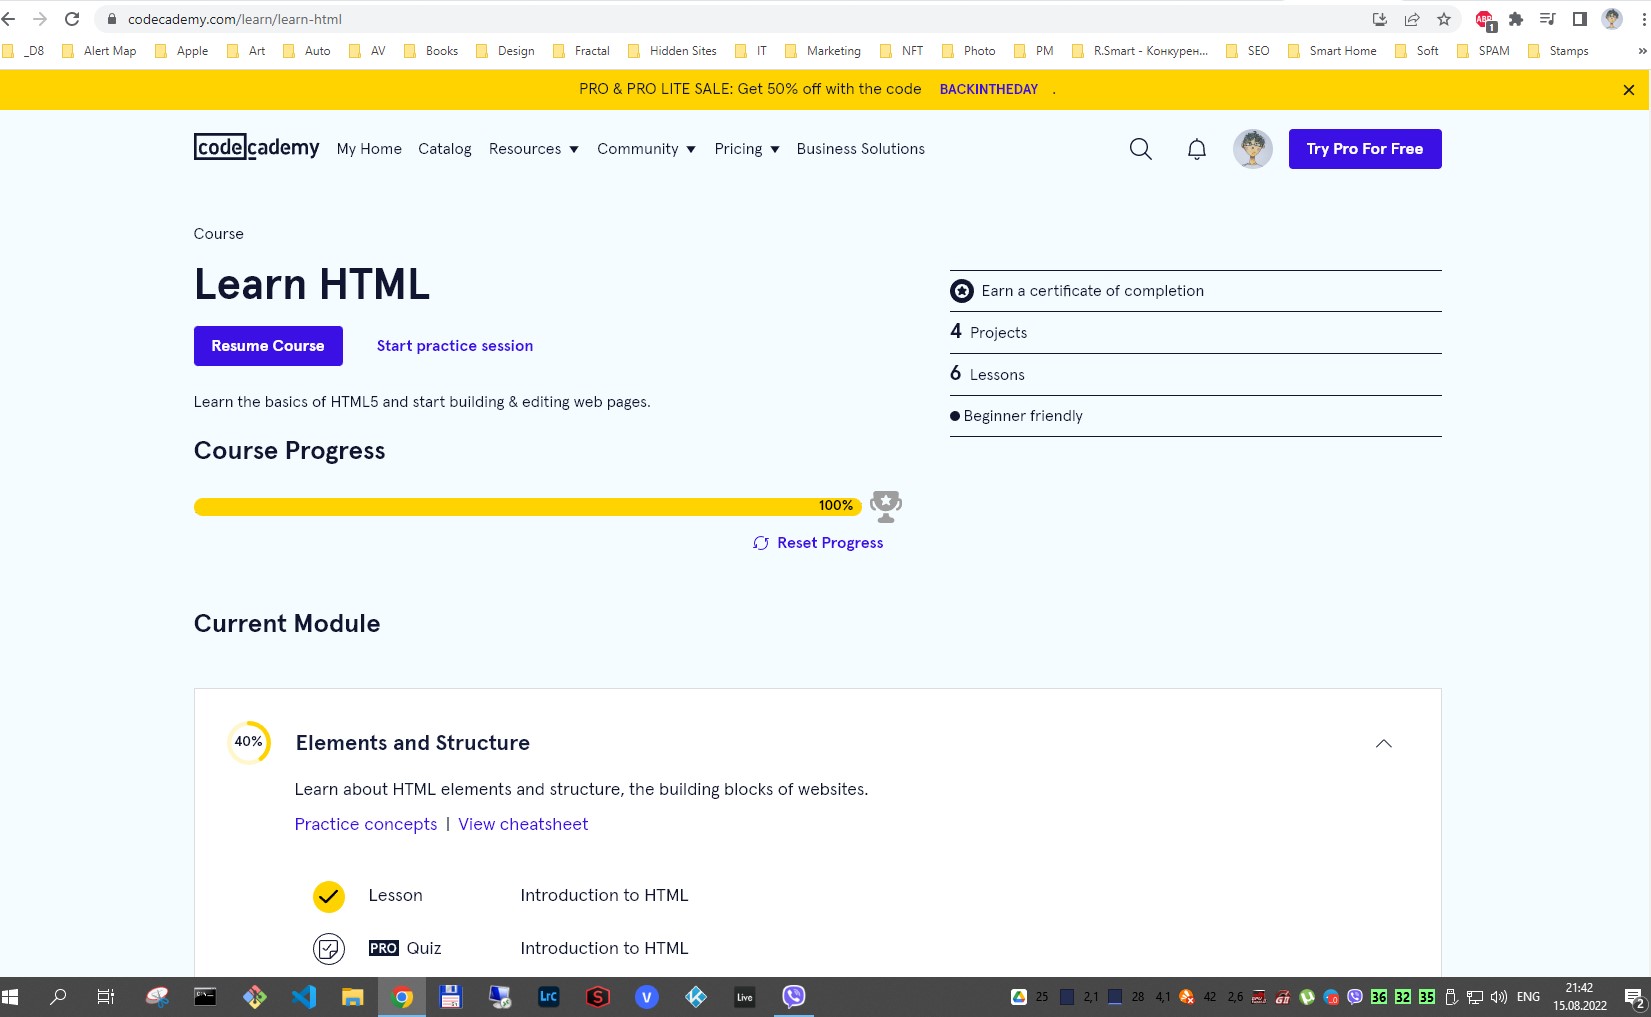 codecademy.com/learn/learn-html
ABP
1
_D8 Alert Map Apple Art Auto AV Books Design Fractal Hidden Sites IT Marketing NFT Photo PM R.Smart - Конкурен... SEO Smart Home Soft SPAM Stamps »
PRO & PRO LITE SALE: Get 50% off with the code BACKINTHEDAY .
codecademy My Home Catalog Resources Community Pricing Business Solutions Try Pro For Free
Course
Learn HTML
Earn a certificate of completion
4 Projects
6 Lessons
Beginner friendly
Resume Course Start practice session
Learn the basics of HTML5 and start building & editing web pages.
Course Progress
100%
Reset Progress
Current Module
40% Elements and Structure
Learn about HTML elements and structure, the building blocks of websites.
Practice concepts | View cheatsheet
Lesson Introduction to HTML
PRO Quiz Introduction to HTML
LrC S V Live 25 2,1 28 4,1 42 2,6 36 32 35 ENG 21:42
15.08.2022
2